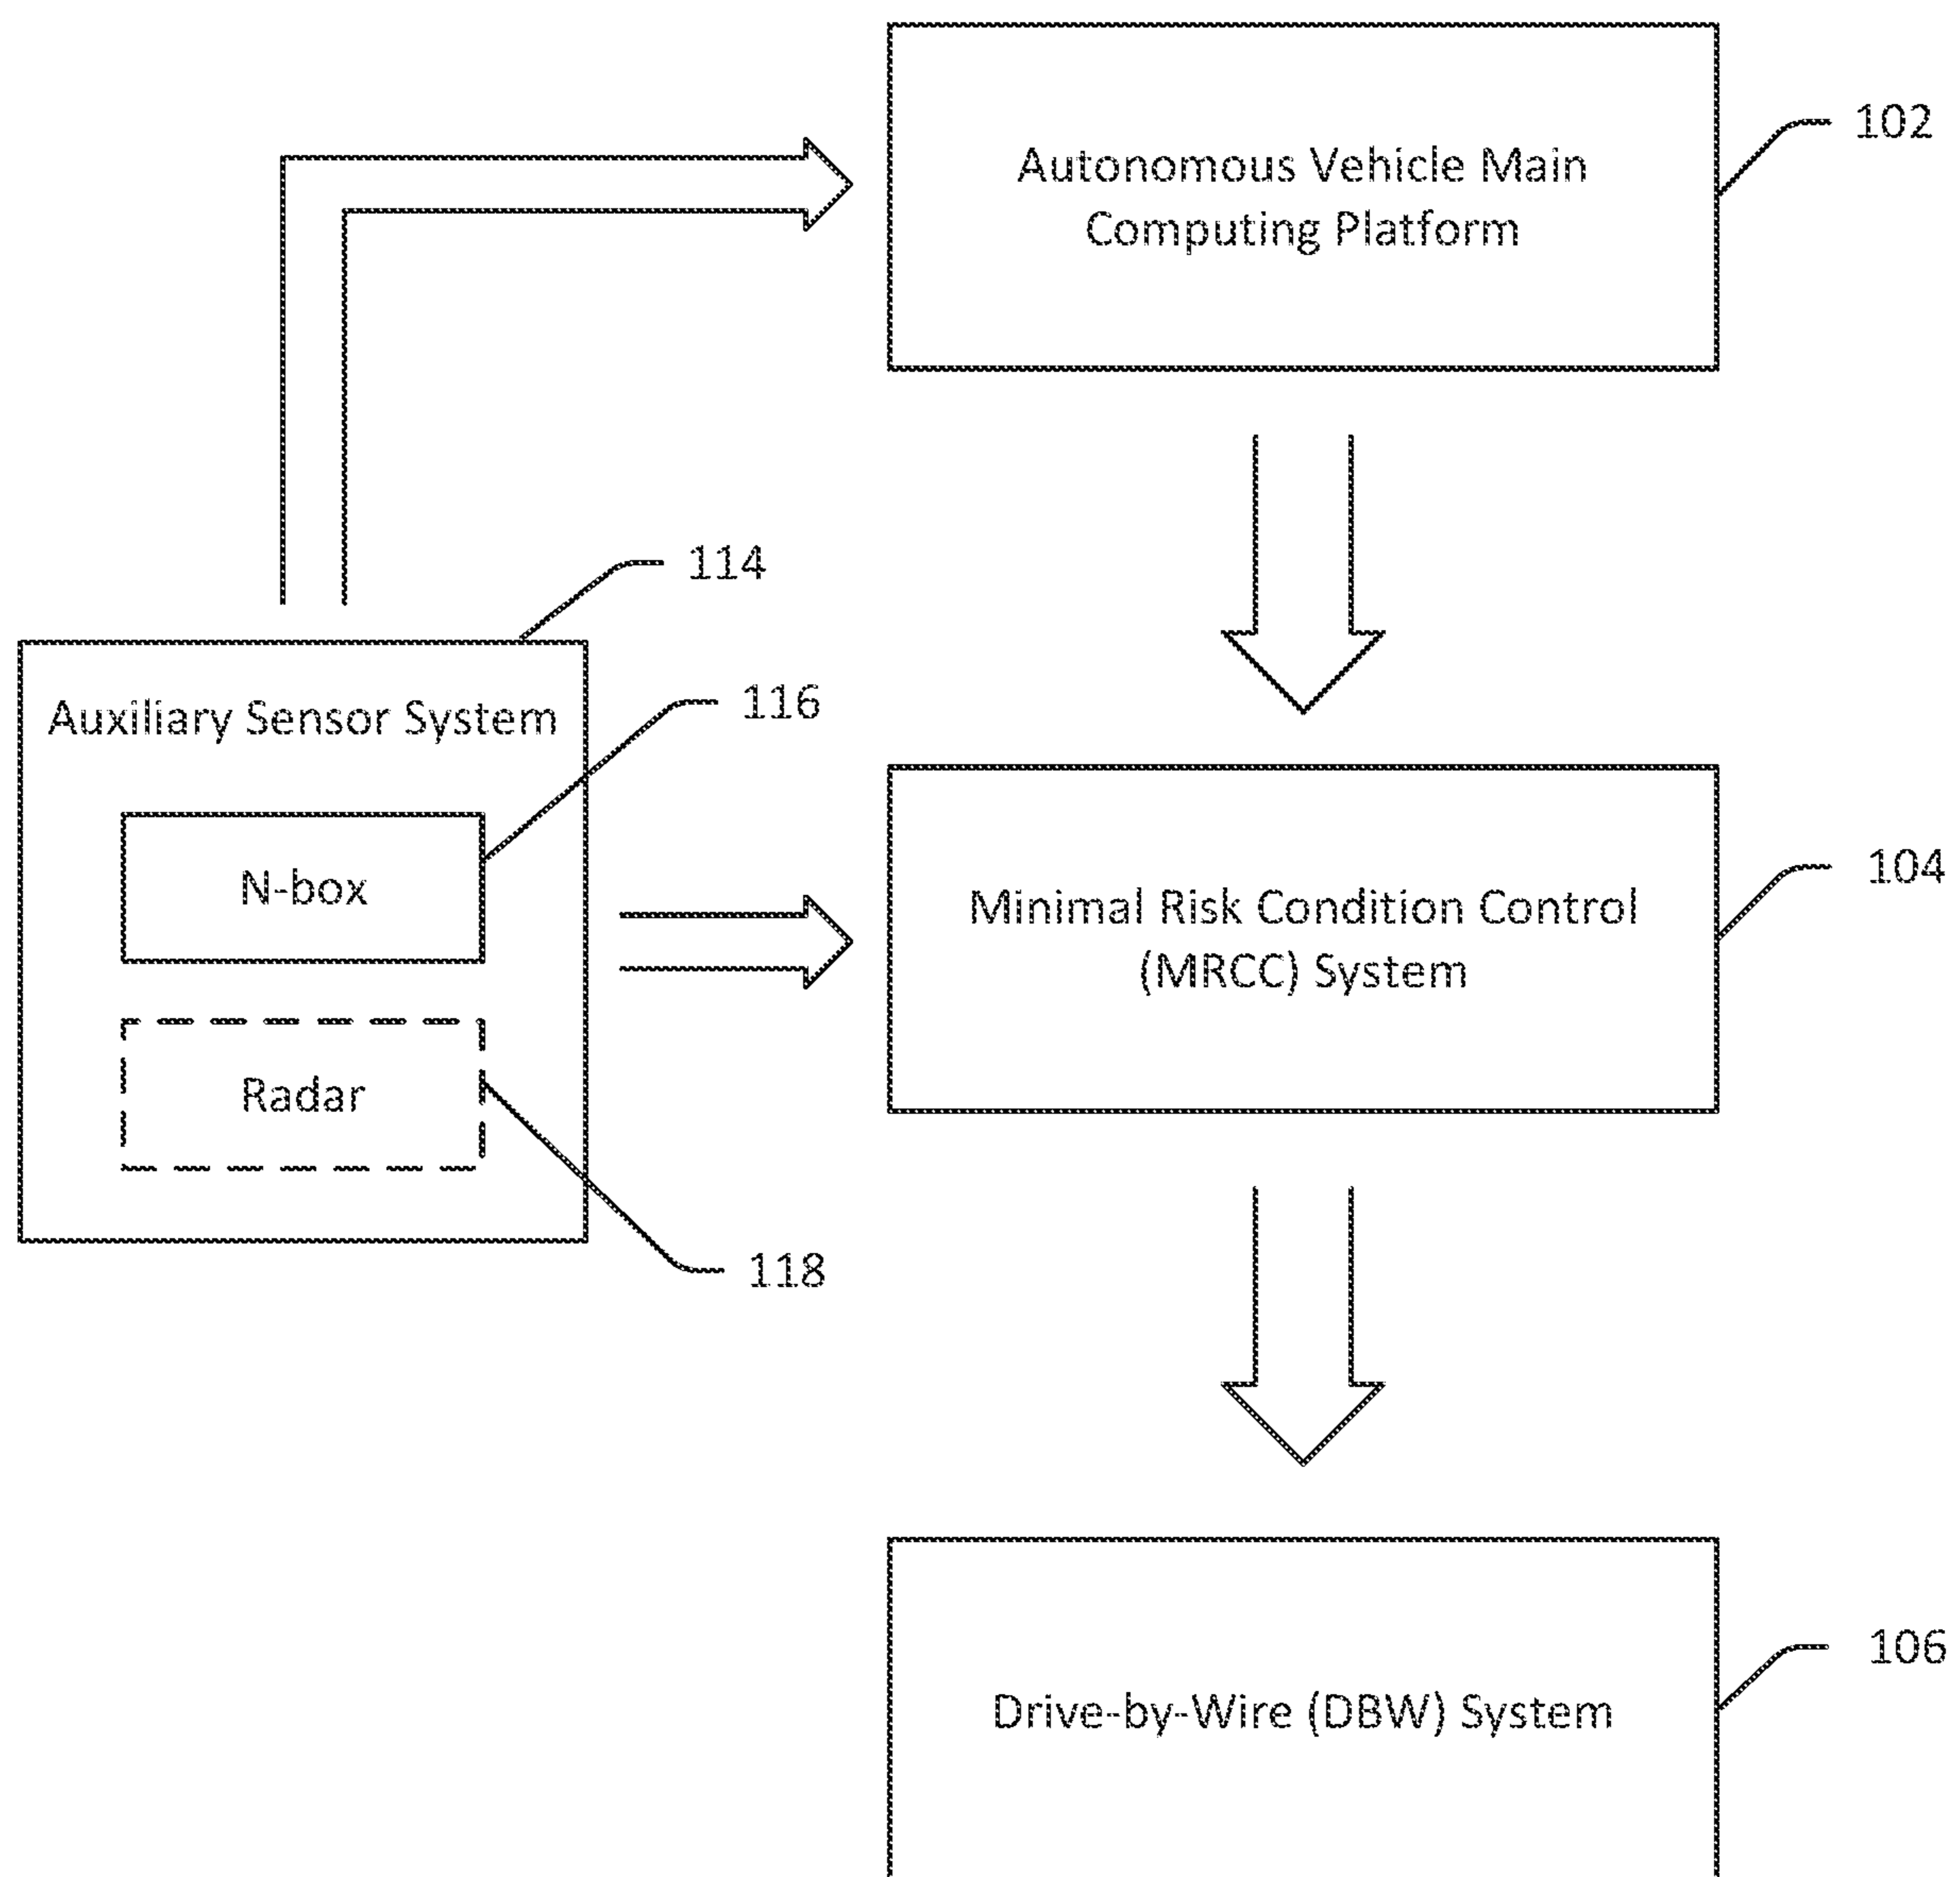 Autonomous Vehicle Main
Computing Platform
102
114
Auxiliary Sensor System
116
N-box
Radar
118
Minimal Risk Condition Control
(MRCC) System
104
Drive-by-Wire (DBW) System
106